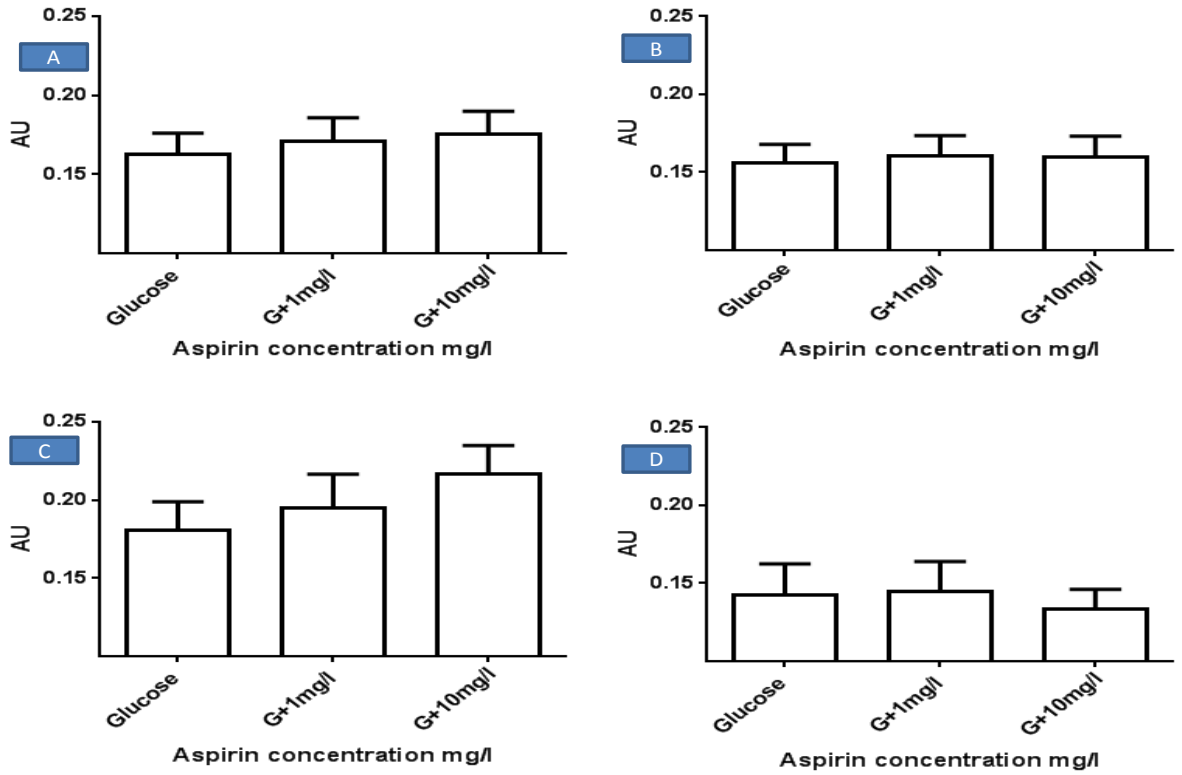 A
0.25
0.20
0.15
AU
Glucose
G+1mg/l
G+10mg/l
Aspirin concentration mg/l
B
0.25
0.20
0.15
AU
Glucose
G+1mg/l
G+10mg/l
Aspirin concentration mg/l
C
0.25
0.20
0.15
AU
Glucose
G+1mg/l
G+10mg/l
Aspirin concentration mg/l
D
0.25
0.20
0.15
AU
Glucose
G+1mg/l
G+10mg/l
Aspirin concentration mg/l